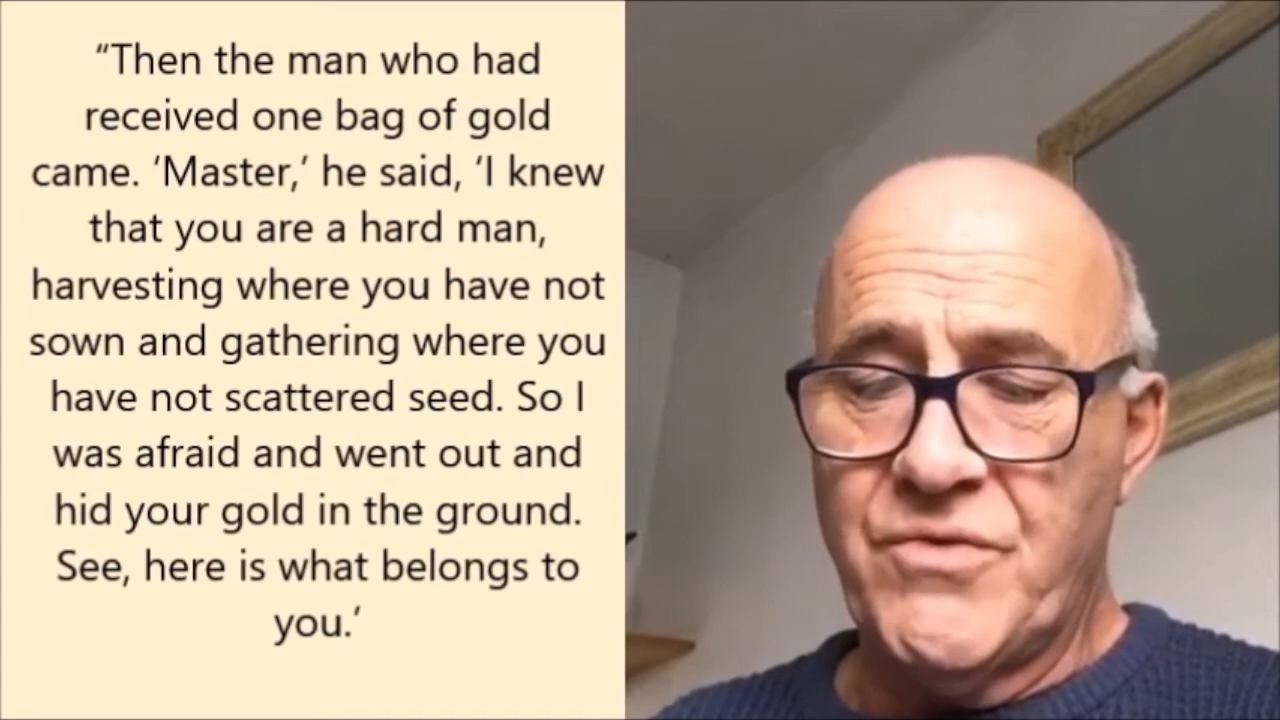 “Then the man who had
received one bag of gold
came. ‘Master,’ he said, ‘I knew
that you are a hard man,
harvesting where you have not
sown and gathering where you
have not scattered seed. So I
was afraid and went out and
hid your gold in the ground.
See, here is what belongs to
you.’